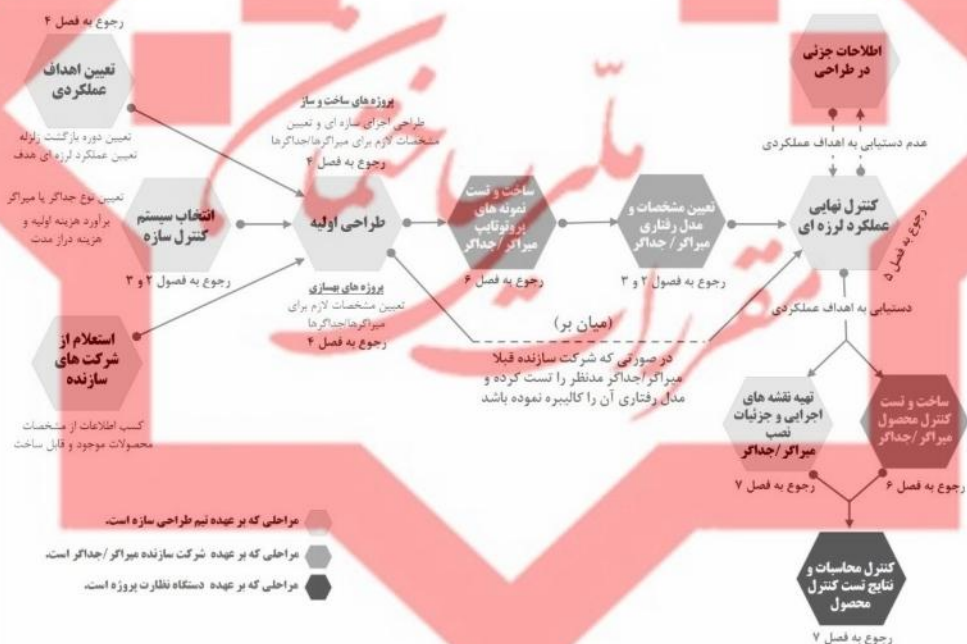 رجوع به فصل ۴
تعیین اهداف
عملکردی
تعیین دوره بازگشت زلزله
تعیین عملکرد لرزه ای هدف
تعیین نوع جداگر یا میراگر
برآورد هزینه اولیه و
هزینه دراز مدت
انتخاب سیستم
کنترل سازه
رجوع به فصول ۲ و ۳
استعلام از
شرکت های
سازنده
کسب اطلاعات از مشخصات
محصولات موجود و قابل ساخت
پروژه های ساخت و ساز
طراحی اجزای سازه ای و تعیین
مشخصات لازم برای میراگرها/جداگرها
رجوع به فصل ۴
طراحی اولیه
پروژه های بهسازی
تعیین مشخصات لازم برای
میراگرها/جداگرها
رجوع به فصل ۴
ساخت و تست
نمونه های
پروتوتایپ
میراگر/جداگر
رجوع به فصل ۶
تعیین مشخصات و
مدل رفتاری
میراگر/جداگر
رجوع به فصول ۲ و ۳
(میان بر)
در صورتی که شرکت سازنده قبلا
میراگر/جداگر مدنظر را تست کرده و
مدل رفتاری آن را کالیبره نموده باشد
اطلاحات جزئی
در طراحی
عدم دستیابی به اهداف عملکردی
کنترل نهایی
عملکرد لرزه ای
رجوع به فصل ۵
دستیابی به اهداف عملکردی
تهیه نقشه های
اجرایی و جزئیات
نصب
میراگر/جداگر
رجوع به فصل ۷
ساخت و تست
کنترل محصول
میراگر/جداگر
رجوع به فصل ۶
کنترل محاسبات و
نتایج تست کنترل
محصول
رجوع به فصل ۷
مراحلی که بر عهده تیم طراحی سازه است.
مراحلی که بر عهده شرکت سازنده میراگر/جداگر است.
مراحلی که بر عهده دستگاه نظارت پروژه است.
مقررات ملی ساختمان